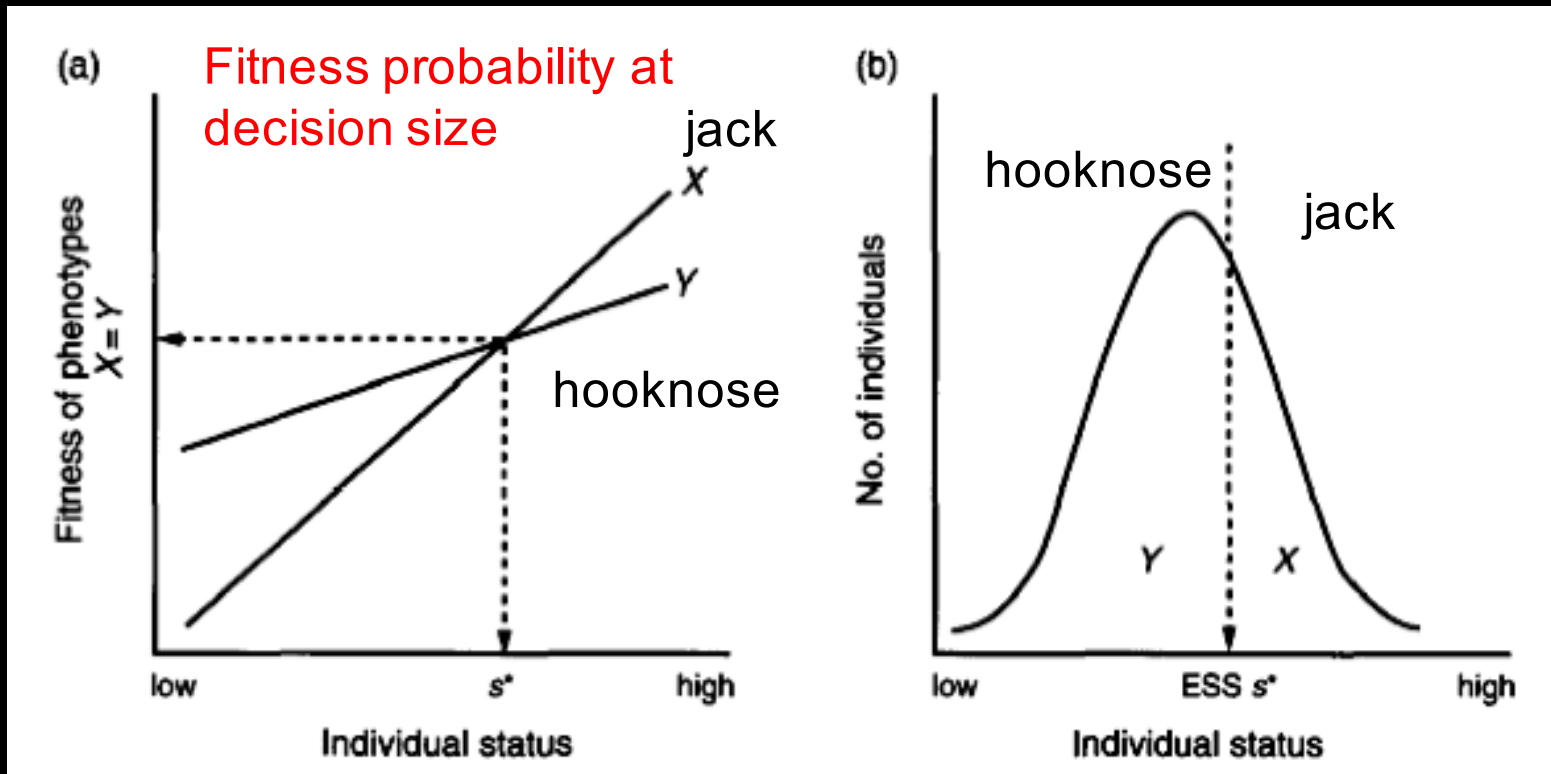 (a)
Fitness probability at
decision size
jack
X
Y
hooknose
Fitness of phenotypes
X = Y
low
s*
high
Individual status
(b)
hooknose
jack
No. of individuals
Y
X
low
ESS s*
high
Individual status